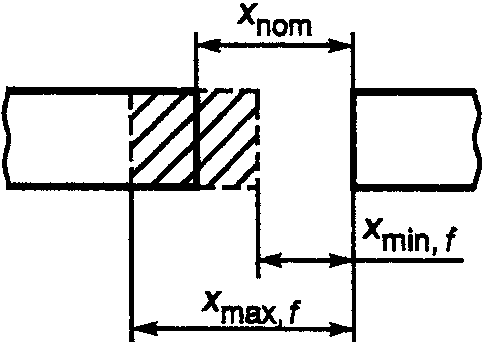 x_nom
x_min, f
x_max, f